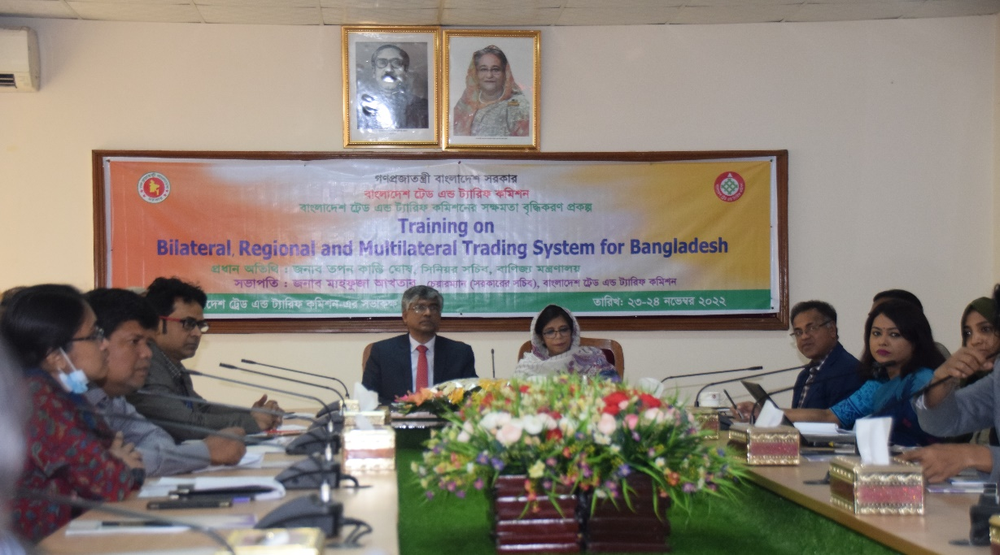 গণপ্রজাতন্ত্রী বাংলাদেশ সরকার
বাংলাদেশ ট্রেড এন্ড ট্যারিফ কমিশন
বাংলাদেশ ট্রেড এন্ড ট্যারিফ কমিশনের সক্ষমতা বৃদ্ধিকরণ প্রকল্প
Training on
Bilateral, Regional and Multilateral Trading System for Bangladesh
প্রধান অতিথি : জনাব তপন কান্তি ঘোষ, সিনিয়র সচিব, বাণিজ্য মন্ত্রণালয়
সভাপতি : জনাব মাহফুজা আখতার, চেয়ারম্যান (সরকারের সচিব), বাংলাদেশ ট্রেড এন্ড ট্যারিফ কমিশন
ট্রেড এন্ড ট্যারিফ কমিশন-এর সভাকক্ষ তারিখ: ২৩-২৪ নভেম্বর ২০২২